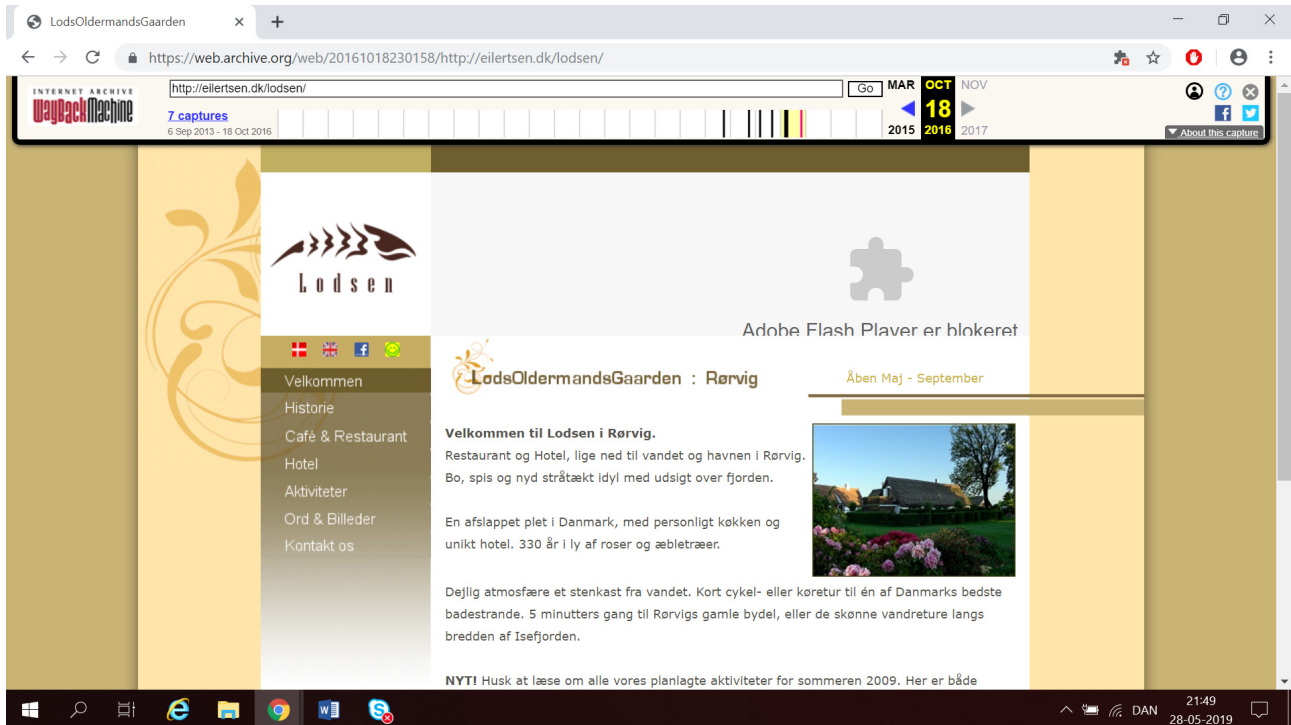 LodsOldermandsGaarden
https://web.archive.org/web/20161018230158/http://eilertsen.dk/lodsen/
INTERNET ARCHIVE
WayBackMachine
http://eilertsen.dk/lodsen/
Go
MAR OCT NOV
18
2015 2016 2017
7 captures
6 Sep 2013 - 18 Oct 2016
About this capture
Lodsen
Adobe Flash Player er blokeret
Velkommen
Historie
Café & Restaurant
Hotel
Aktiviteter
Ord & Billeder
Kontakt os
LodsOldermandsGaarden : Rørvig
Åben Maj - September
Velkommen til Lodsen i Rørvig.
Restaurant og Hotel, lige ned til vandet og havnen i Rørvig.
Bo, spis og nyd stråtækt idyl med udsigt over fjorden.
En afslappet plet i Danmark, med personligt køkken og
unikt hotel. 330 år i ly af roser og æbletræer.
Dejlig atmosfære et stenkast fra vandet. Kort cykel- eller køretur til én af Danmarks bedste
badestrande. 5 minutters gang til Rørvigs gamle bydel, eller de skønne vandreture langs
bredden af Isefjorden.
NYT! Husk at læse om alle vores planlagte aktiviteter for sommeren 2009. Her er både
DAN
21:49
28-05-2019